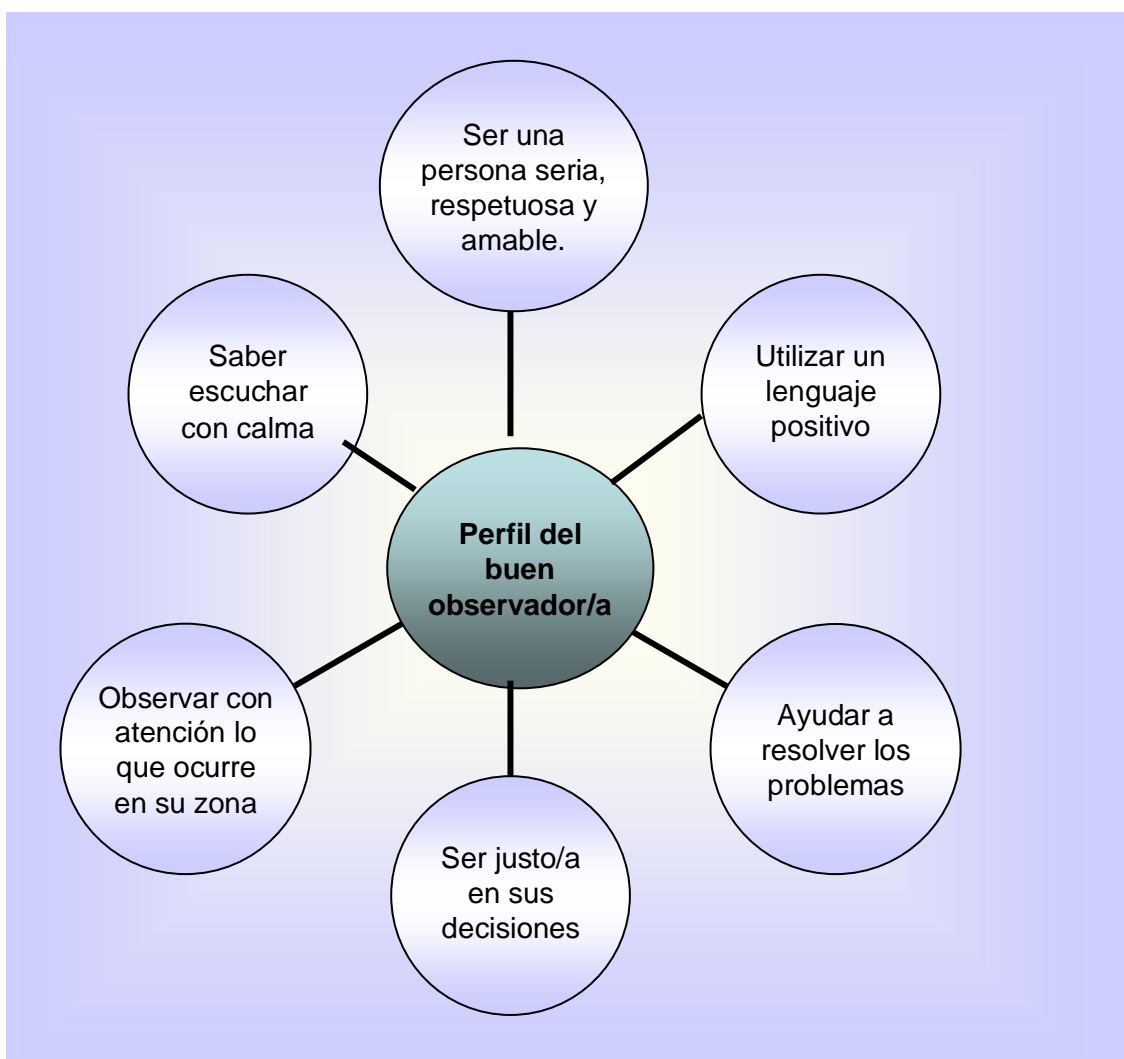 Ser una
persona seria,
respetuosa y
amable.
Saber
escuchar
con calma
Utilizar un
lenguaje
positivo
Perfil del
buen
observador/a
Observar con
atención lo
que ocurre
en su zona
Ayudar a
resolver los
problemas
Ser justo/a
en sus
decisiones